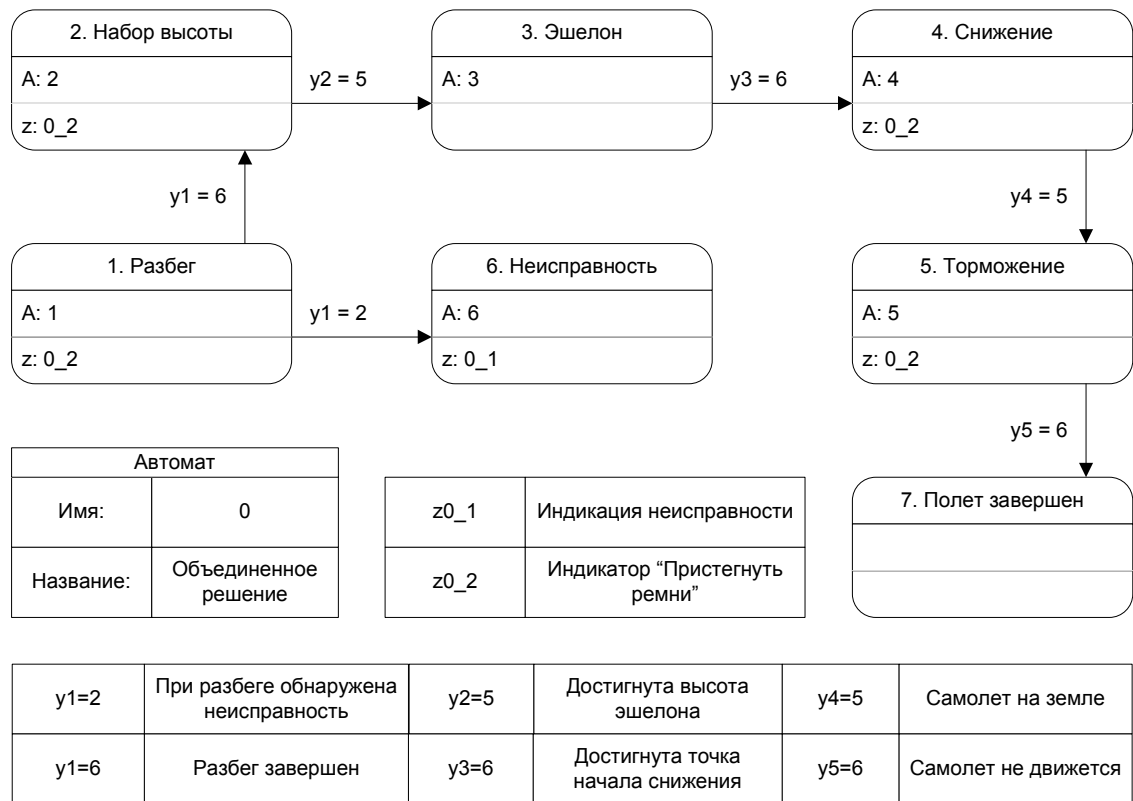 2. Набор высоты
A: 2
z: 0_2
y2 = 5
3. Эшелон
A: 3
y3 = 6
4. Снижение
A: 4
z: 0_2
y1 = 6
y4 = 5
1. Разбег
A: 1
z: 0_2
y1 = 2
6. Неисправность
A: 6
z: 0_1
5. Торможение
A: 5
z: 0_2
y5 = 6
7. Полет завершен
Автомат
Имя:
0
Название:
Объединенное
решение
z0_1
Индикация неисправности
z0_2
Индикатор “Пристегнуть
ремни”
y1=2
При разбеге обнаружена
неисправность
y2=5
Достигнута высота
эшелона
y4=5
Самолет на земле
y1=6
Разбег завершен
y3=6
Достигнута точка
начала снижения
y5=6
Самолет не движется